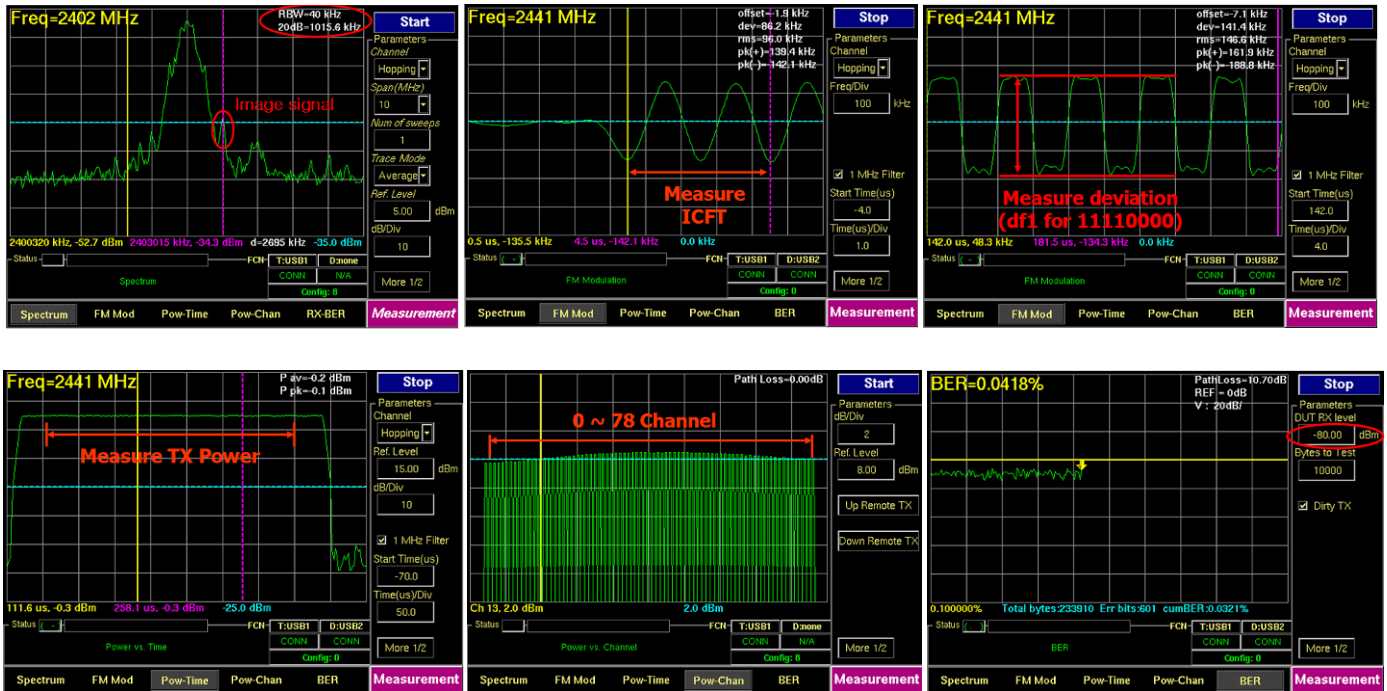 Freq=2402 MHz
RBW=40 kHz
20dB=1015.6 kHz
Image signal
2400320 kHz, -52.7 dBm 2403015 kHz, -34.3 dBm d=2695 kHz -35.0 dBm
Start
Parameters
Channel
Hopping
Span(MHz)
10
Num of sweeps
1
Trace Mode
Average
Ref. Level
5.00 dBm
dB/Div
10
More 1/2
Status FCN T:USB1 D:none
CONN N/A
Spectrum
Config: 8
Spectrum FM Mod Pow-Time Pow-Chan RX-BER Measurement
Freq=2441 MHz
offset=-1.9 kHz
dev=86.2 kHz
rms=96.0 kHz
pk(+)=139.4 kHz
pk(-)=-142.1 kHz
Measure
ICFT
0.5 us, -135.5 kHz 4.5 us, -142.1 kHz 0.0 kHz
Stop
Parameters
Channel
Hopping
Freq/Div
100 kHz
1 MHz Filter
Start Time(us)
-4.0
Time(us)/Div
1.0
More 1/2
Status ( - ) FCN T:USB1 D:USB2
CONN CONN
FM Modulation
Config: 0
Spectrum FM Mod Pow-Time Pow-Chan BER Measurement
Freq=2441 MHz
offset=-7.1 kHz
dev=141.4 kHz
rms=146.6 kHz
pk(+)=161.9 kHz
pk(-)=-188.8 kHz
Measure deviation
(df1 for 11110000)
142.0 us, 48.3 kHz 181.5 us, -134.3 kHz 0.0 kHz
Stop
Parameters
Channel
Hopping
Freq/Div
100 kHz
1 MHz Filter
Start Time(us)
142.0
Time(us)/Div
4.0
More 1/2
Status ( - ) FCN T:USB1 D:USB2
CONN CONN
FM Modulation
Config: 0
Spectrum FM Mod Pow-Time Pow-Chan BER Measurement
Freq=2441 MHz
P av=-0.2 dBm
P pk=-0.1 dBm
Measure TX Power
111.6 us, -0.3 dBm 258.1 us, -0.3 dBm -25.0 dBm
Stop
Parameters
Channel
Hopping
Ref. Level
15.00 dBm
dB/Div
10
1 MHz Filter
Start Time(us)
-70.0
Time(us)/Div
50.0
More 1/2
Status ( - ) FCN T:USB1 D:USB2
CONN CONN
Power vs. Time
Config: 0
Spectrum FM Mod Pow-Time Pow-Chan BER Measurement
Path Loss=0.00dB
0 ~ 78 Channel
Ch 13, 2.0 dBm 2.0 dBm
Start
Parameters
dB/Div
2
Ref. Level
8.00 dBm
Up Remote TX
Down Remote TX
More 1/2
Status FCN T:USB1 D:none
CONN N/A
Power vs. Channel
Config: 8
Spectrum FM Mod Pow-Time Pow-Chan BER Measurement
BER=0.0418%
PathLoss=10.70dB
REF = 0dB
V : 20dB/
0.100000% Total bytes:233910 Err bits:601 cumBER:0.0321%
Stop
Parameters
DUT RX level
-80.00 dBm
Bytes to Test
10000
Dirty TX
More 1/2
Status ( ) FCN T:USB1 D:USB2
CONN CONN
BER
Config: 0
Spectrum FM Mod Pow-Time Pow-Chan BER Measurement